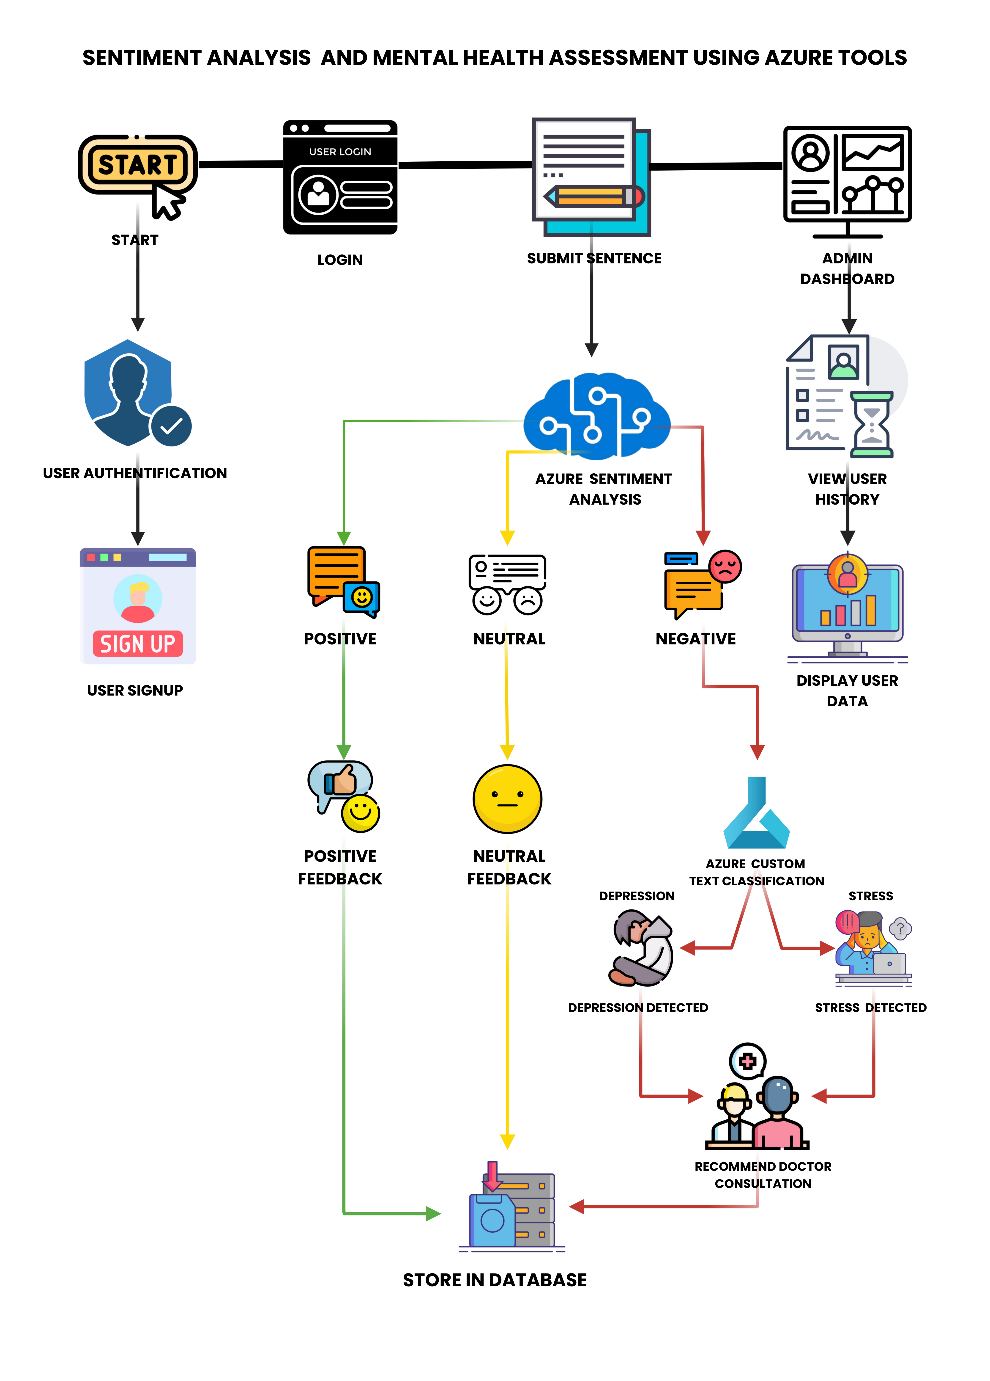 SENTIMENT ANALYSIS AND MENTAL HEALTH ASSESSMENT USING AZURE TOOLS
START
USER LOGIN
START
LOGIN
SUBMIT SENTENCE
ADMIN
DASHBOARD
USER AUTHENTIFICATION
AZURE SENTIMENT
ANALYSIS
VIEW USER
HISTORY
SIGN UP
USER SIGNUP
POSITIVE
NEUTRAL
NEGATIVE
DISPLAY USER
DATA
POSITIVE
FEEDBACK
NEUTRAL
FEEDBACK
AZURE CUSTOM
TEXT CLASSIFICATION
DEPRESSION
STRESS
DEPRESSION DETECTED
STRESS DETECTED
RECOMMEND DOCTOR
CONSULTATION
STORE IN DATABASE